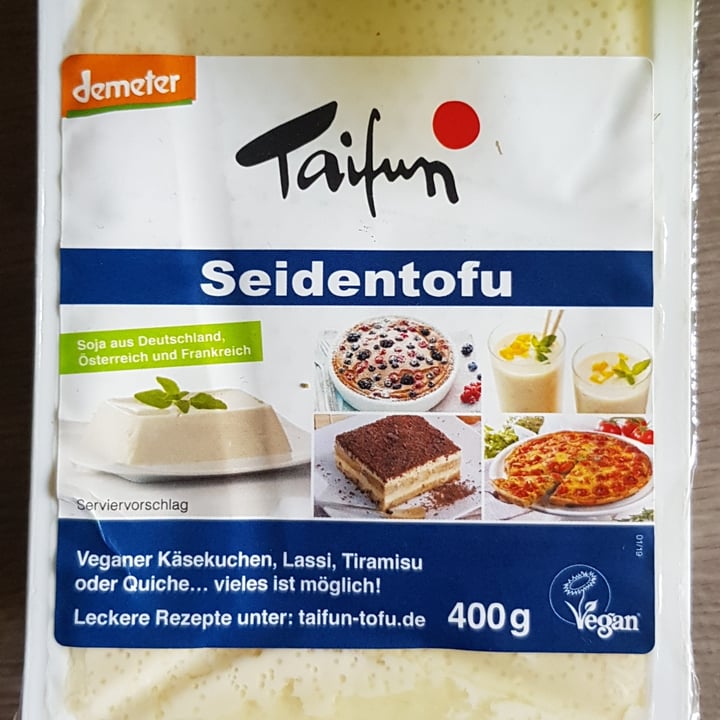 demeter
Taifun
Seidentofu
Soja aus Deutschland,
Österreich und Frankreich
Serviervorschlag
01/19
Veganer Käsekuchen, Lassi, Tiramisu
oder Quiche... vieles ist möglich!
Leckere Rezepte unter: taifun-tofu.de
400g
Vegan